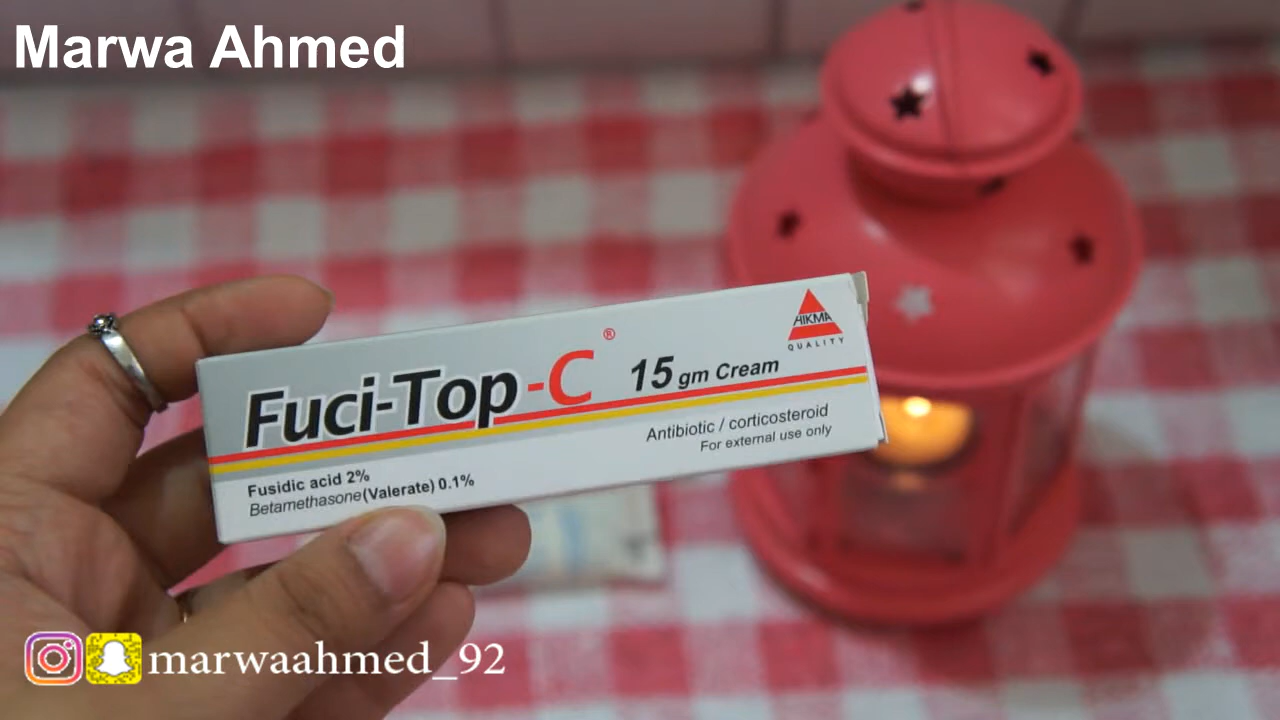 Marwa Ahmed
HIKMA
QUALITY
Fuci-Top-C® 15 gm Cream
Antibiotic / corticosteroid
For external use only
Fusidic acid 2%
Betamethasone(Valerate) 0.1%
marwaahmed_92